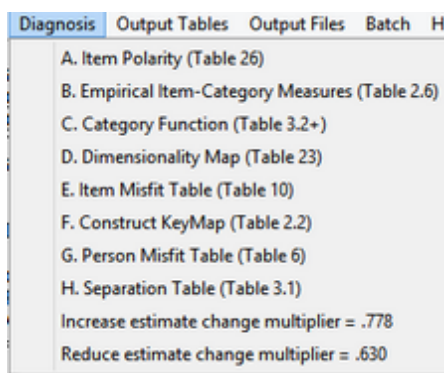 Diagnosis Output Tables Output Files Batch H
A. Item Polarity (Table 26)
B. Empirical Item-Category Measures (Table 2.6)
C. Category Function (Table 3.2+)
D. Dimensionality Map (Table 23)
E. Item Misfit Table (Table 10)
F. Construct KeyMap (Table 2.2)
G. Person Misfit Table (Table 6)
H. Separation Table (Table 3.1)
Increase estimate change multiplier = .778
Reduce estimate change multiplier = .630